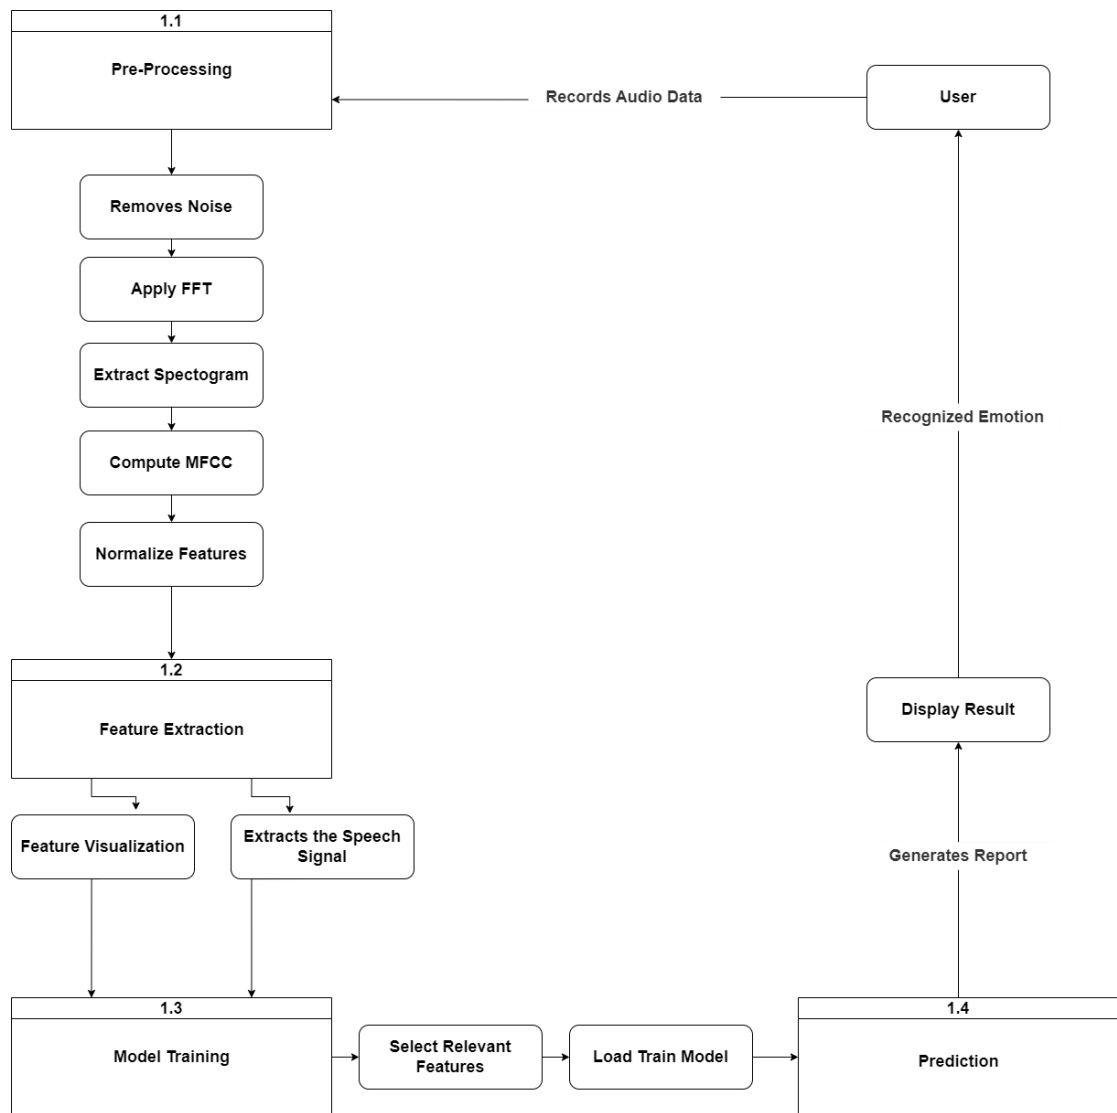 1.1
Pre-Processing
Records Audio Data
User
Removes Noise
Apply FFT
Extract Spectogram
Compute MFCC
Normalize Features
Recognized Emotion
1.2
Feature Extraction
Display Result
Feature Visualization
Extracts the Speech
Signal
Generates Report
1.3
Model Training
Select Relevant
Features
Load Train Model
1.4
Prediction